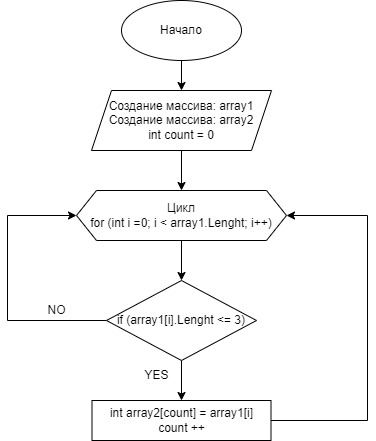 Начало
Создание массива: array1
Создание массива: array2
int count = 0
Цикл
for (int i =0; i < array1.Lenght; i++)
if (array1[i].Lenght <= 3)
NO
YES
int array2[count] = array1[i]
count ++